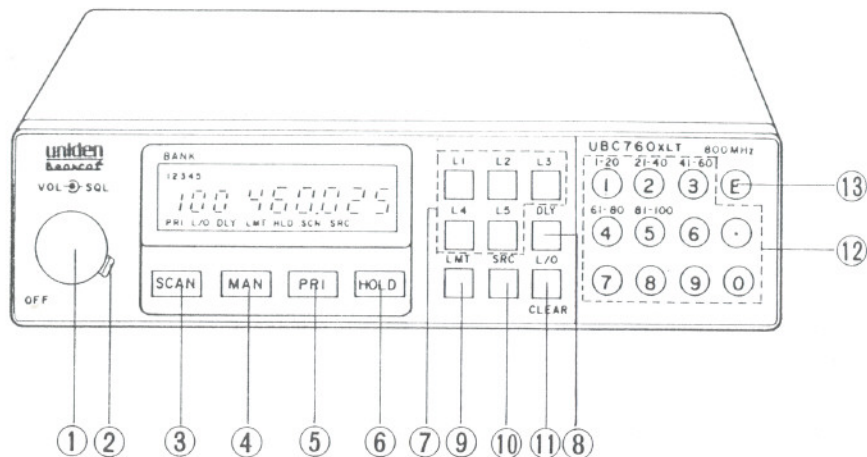 uniden
Bearcat
VOL SQL
OFF
BANK
12345
100 460.025
PRI L/O DLY LMT HLD SCN SRC
SCAN MAN PRI HOLD
L1 L2 L3
L4 L5 DLY
LMT SRC L/O
CLEAR
UBC760XLT 800MHz
1-20 21-40 41-60
1 2 3 E
61-80 81-100
4 5 6 .
7 8 9 0
13
12
1 2 3 4 5 6 7 9 10 11 8